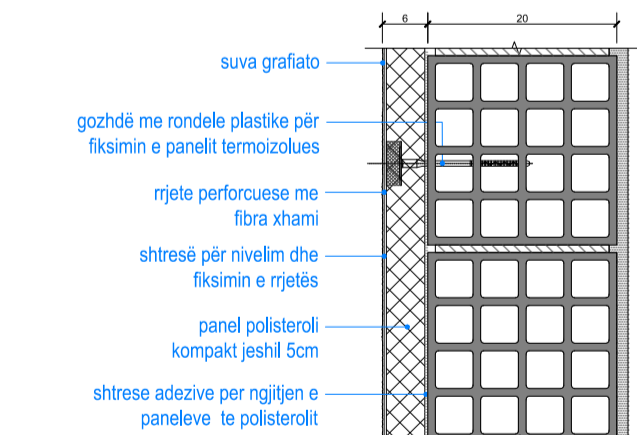 6
20
suva grafiato
gozhdë me rondele plastike për
fiksimin e panelit termoizolues
rrjete perforcuese me
fibra xhami
shtresë për nivelim dhe
fiksimin e rrjetës
panel polisteroli
kompakt jeshil 5cm
shtrese adezive per ngjitjen e
paneleve te polisterolit